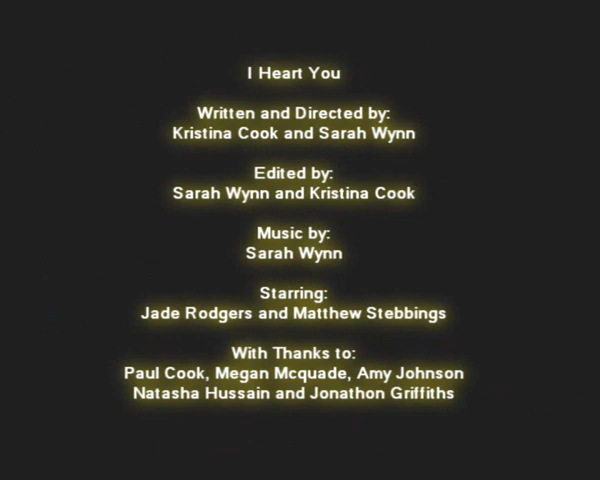 I Heart You
Written and Directed by:
Kristina Cook and Sarah Wynn
Edited by:
Sarah Wynn and Kristina Cook
Music by:
Sarah Wynn
Starring:
Jade Rodgers and Matthew Stebbings
With Thanks to:
Paul Cook, Megan Mcquade, Amy Johnson
Natasha Hussain and Jonathon Griffiths